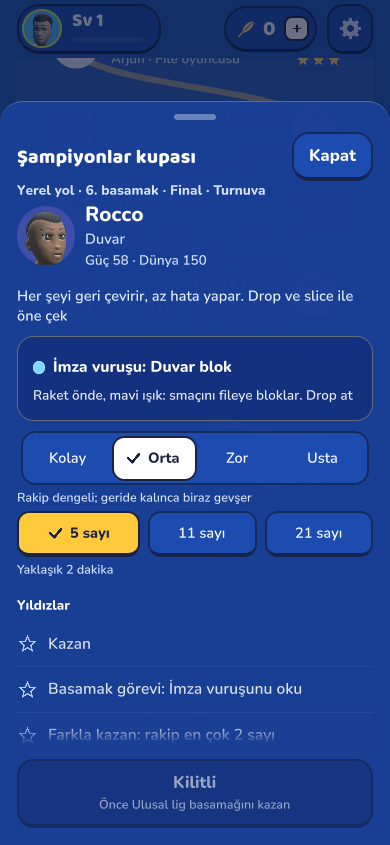 Sv 1
0
+
Arjun · File oyuncusu
Şampiyonlar kupası
Kapat
Yerel yol · 6. basamak · Final · Turnuva
Rocco
Duvar
Güç 58 · Dünya 150
Her şeyi geri çevirir, az hata yapar. Drop ve slice ile
öne çek
İmza vuruşu: Duvar blok
Raket önde, mavi ışık: smaçını fileye bloklar. Drop at
Kolay
Orta
Zor
Usta
Rakip dengeli; geride kalınca biraz gevşer
5 sayı
11 sayı
21 sayı
Yaklaşık 2 dakika
Yıldızlar
Kazan
Basamak görevi: İmza vuruşunu oku
Farkla kazan: rakip en çok 2 sayı
Kilitli
Önce Ulusal lig basamağını kazan